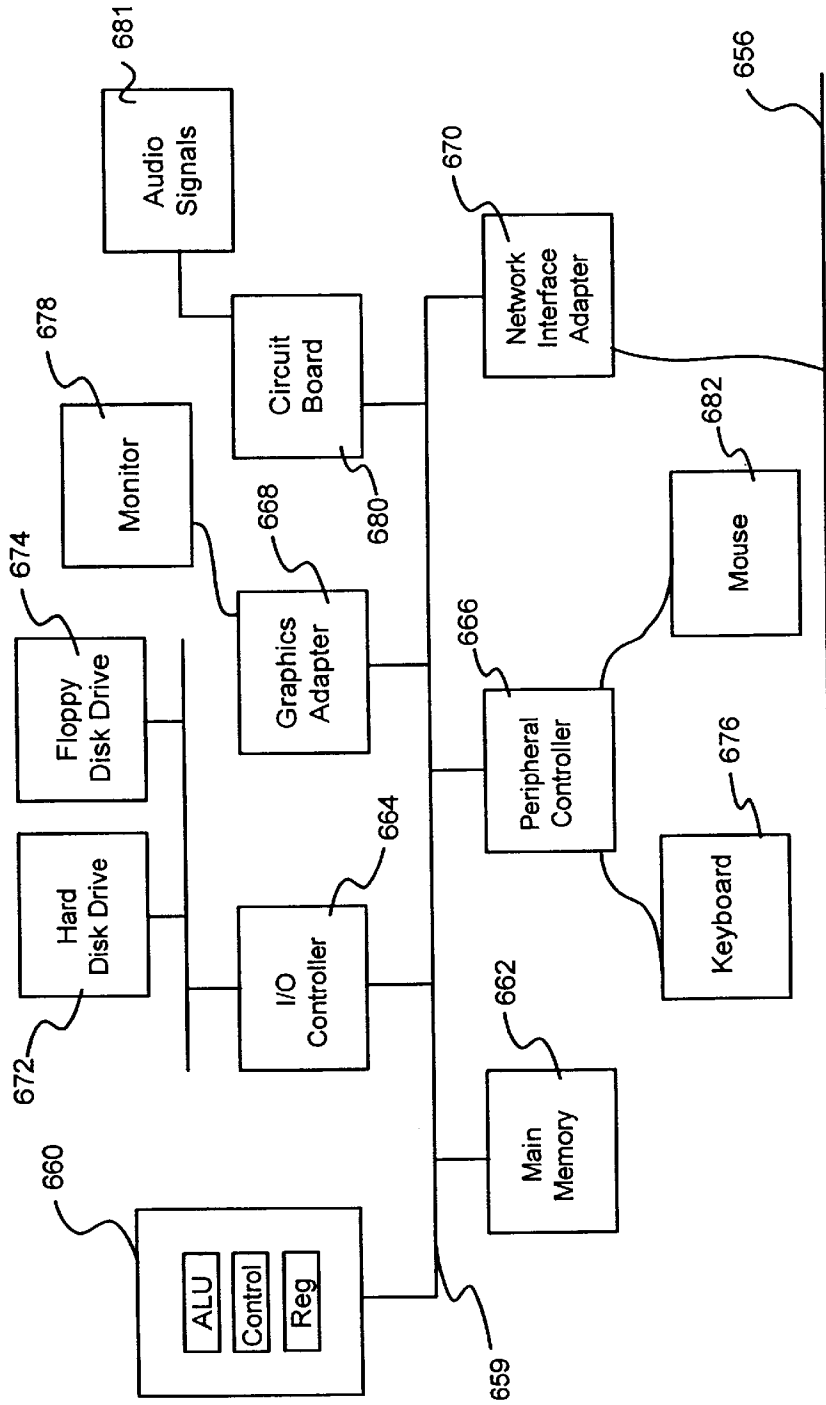 660
ALU
Control
Reg
659
672
Hard
Disk Drive
Floppy
Disk Drive
674
I/O
Controller
664
Monitor
678
Graphics
Adapter
668
Circuit
Board
680
Audio
Signals
681
Main
Memory
662
Peripheral
Controller
666
Keyboard
676
Mouse
682
Network
Interface
Adapter
670
656